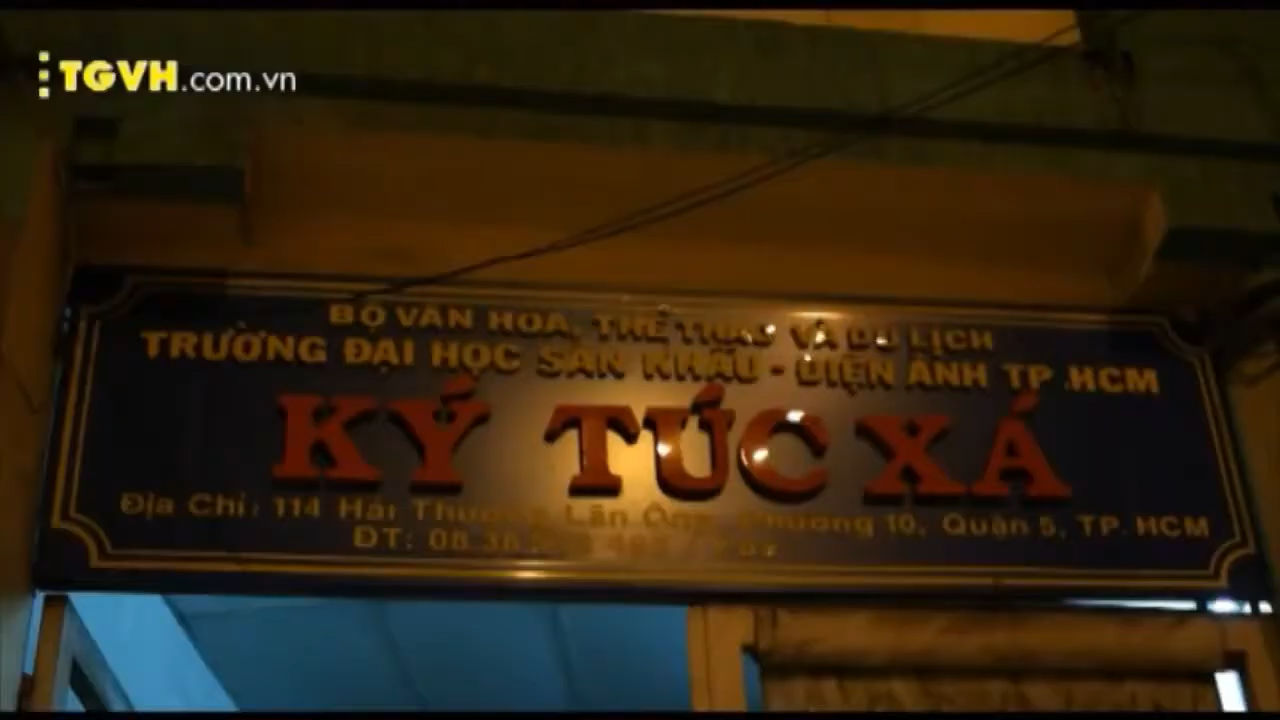 TGVH.com.vn
BỘ VĂN HÓA, THỂ THAO VÀ DU LỊCH
TRƯỜNG ĐẠI HỌC SÂN KHẤU - ĐIỆN ẢNH TP.HCM
KÝ TÚC XÁ
Địa Chỉ: 114 Hải Thượng Lãn Ông, Phường 10, Quận 5, TP.HCM
ĐT: 08.38